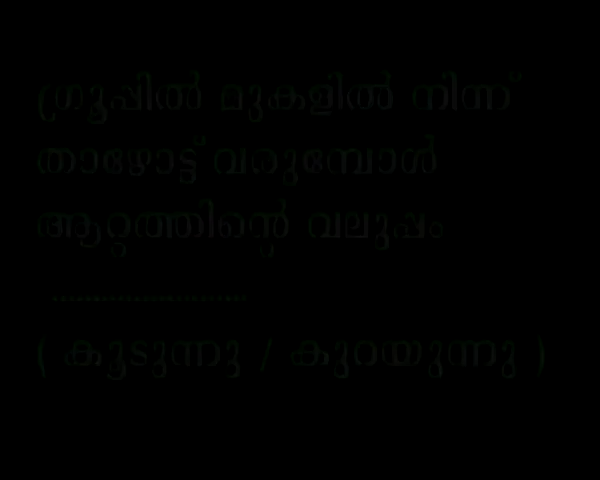 ഗ്രൂപ്പിൽ മുകളിൽ നിന്ന്
താഴോട്ട് വരുമ്പോൾ
ആറ്റത്തിന്റെ വലുപ്പം
........................
( കൂടുന്നു / കുറയുന്നു )